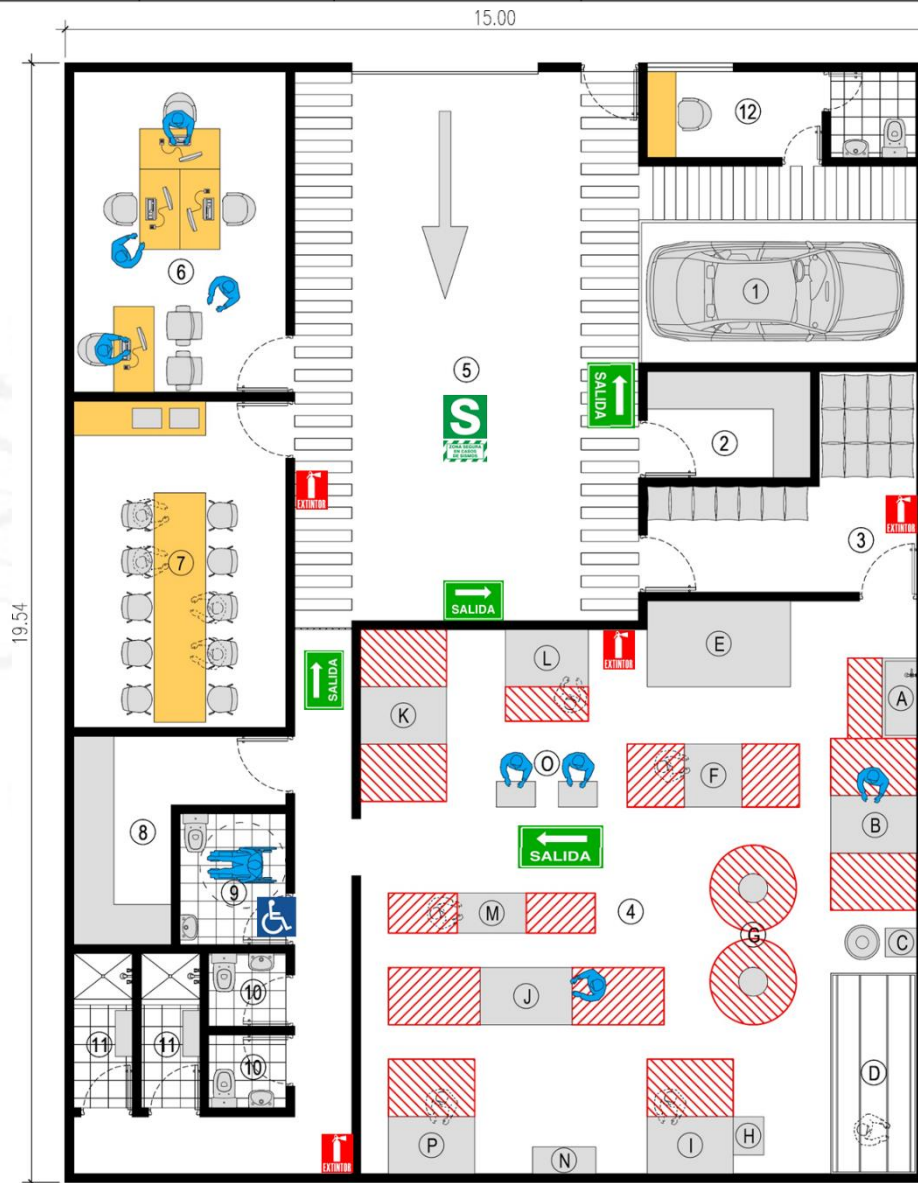 15.00
19.54
12
6
1
SALIDA
5
S
ZONA SEGURA
EN CASOS
DE SISMOS
2
EXTINTOR
EXTINTOR
3
7
SALIDA
SALIDA
EXTINTOR
L
E
K
A
O
F
B
8
SALIDA
9
M
4
G
C
10
J
11
11
10
D
P
I
H
N
EXTINTOR